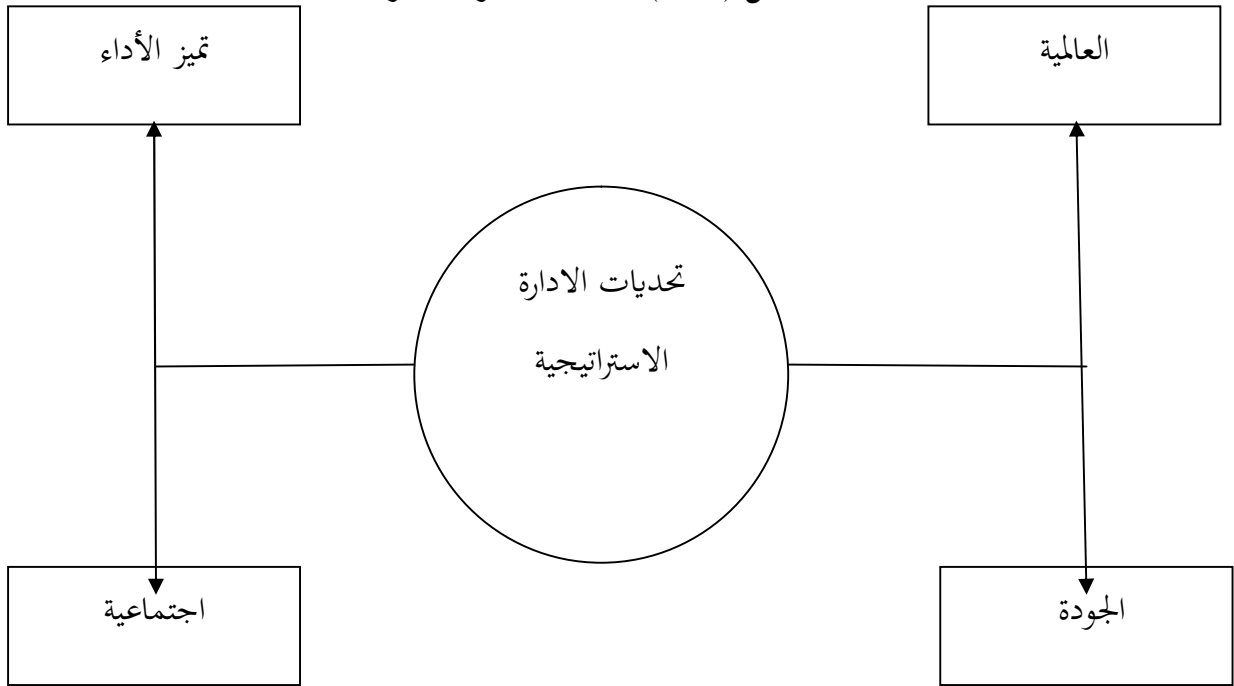 العالمية
تميز الأداء
تحديات الادارة
الاستراتيجية
الجودة
اجتماعية